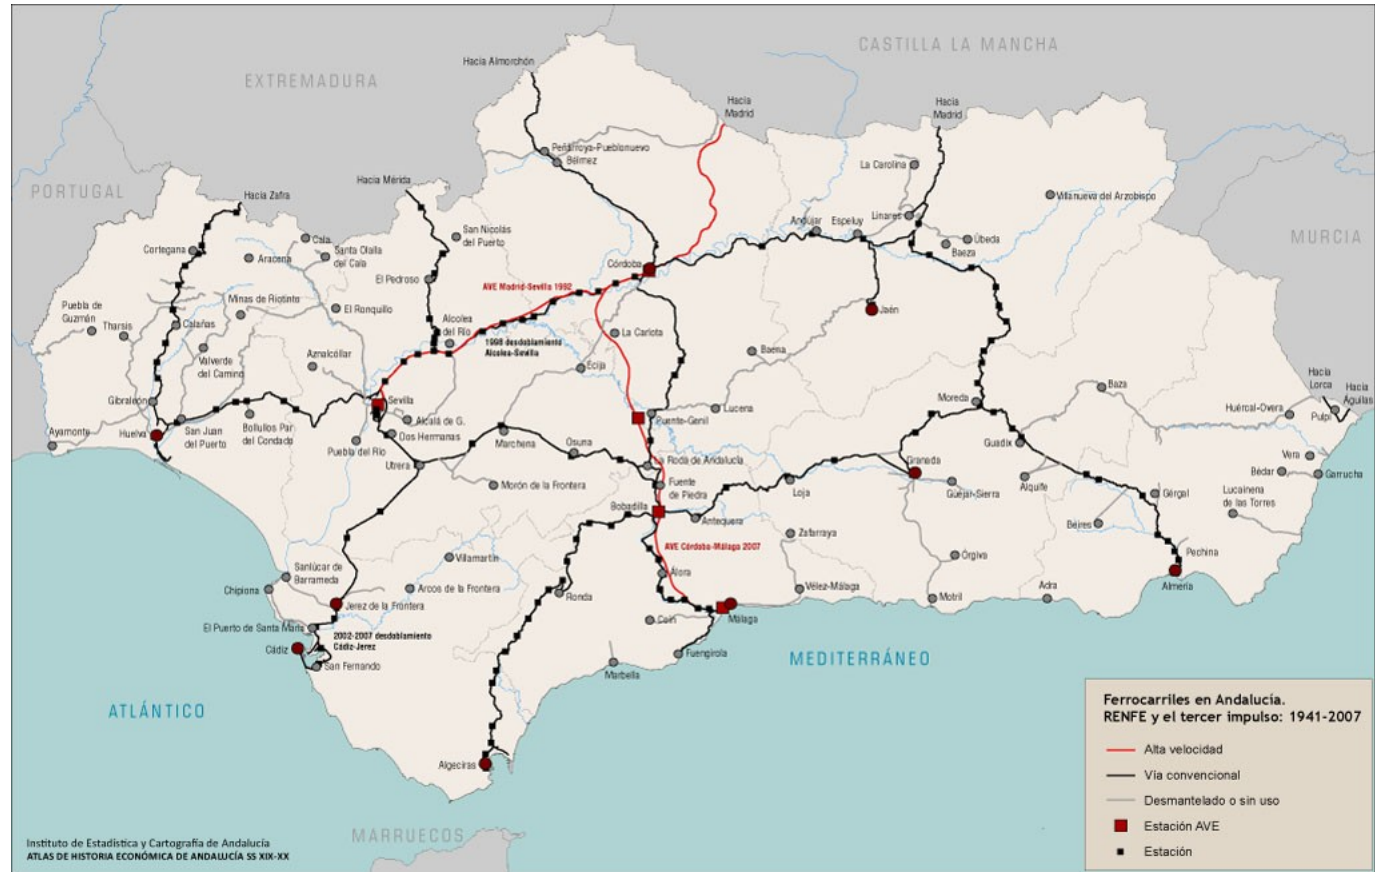 CASTILLA LA MANCHA
EXTREMADURA
Hacia Almorchón
Hacia
Madrid
Hacia
Madrid
Peñarroya-Pueblonuevo
Bélmez
La Carolina
PORTUGAL
Hacia Mérida
Hacia Zafra
Villanueva del Arzobispo
Andújar
Espeluy
Linares
Úbeda
Baeza
MURCIA
San Nicolás
del Puerto
Cala
Santa Olalla
del Cala
Cortegana
Aracena
Córdoba
El Pedroso
AVE Madrid-Sevilla 1992
Minas de Riotinto
Puebla de
Guzmán
Tharsis
El Ronquillo
Calañas
Alcolea
del Río
1998 desdoblamiento
Alcolea-Sevilla
La Carlota
Jaén
Valverde
del Camino
Aznalcóllar
Écija
Baena
Baza
Hacia
Lorca
Hacia
Águilas
Pulpí
Gibraleón
Sevilla
Moreda
Huércal-Overa
Lucera
Puente-Genil
Ayamonte
Huelva
San Juan
del Puerto
Bollullos Par
del Condado
Alcalá de G.
Dos Hermanas
Puebla del Río
Marchena
Osuna
Guadix
Vera
Utrera
La Roda de Andalucía
Granada
Bédar
Garrucha
Morón de la Frontera
Fuente
de Piedra
Loja
Güejar-Sierra
Alquife
Gérgal
Lucainena
de las Torres
Bobadilla
Antequera
Beires
Zafarraya
AVE Córdoba-Málaga 2007
Órgiva
Pechina
Villamartín
Sanlúcar de
Barrameda
Álora
Almería
Chipiona
Arcos de la Frontera
Ronda
Vélez-Málaga
Motril
Adra
Jerez de la Frontera
El Puerto de Santa María
Coín
Málaga
2002-2007 desdoblamiento
Cádiz-Jerez
Cádiz
San Fernando
Fuengirola
Marbella
MEDITERRÁNEO
ATLÁNTICO
Algeciras
MARRUECOS
Ferrocarriles en Andalucía.
RENFE y el tercer impulso: 1941-2007
Alta velocidad
Vía convencional
Desmantelado o sin uso
Estación AVE
Estación
Instituto de Estadística y Cartografía de Andalucía
ATLAS DE HISTORIA ECONÓMICA DE ANDALUCÍA SS XIX-XX